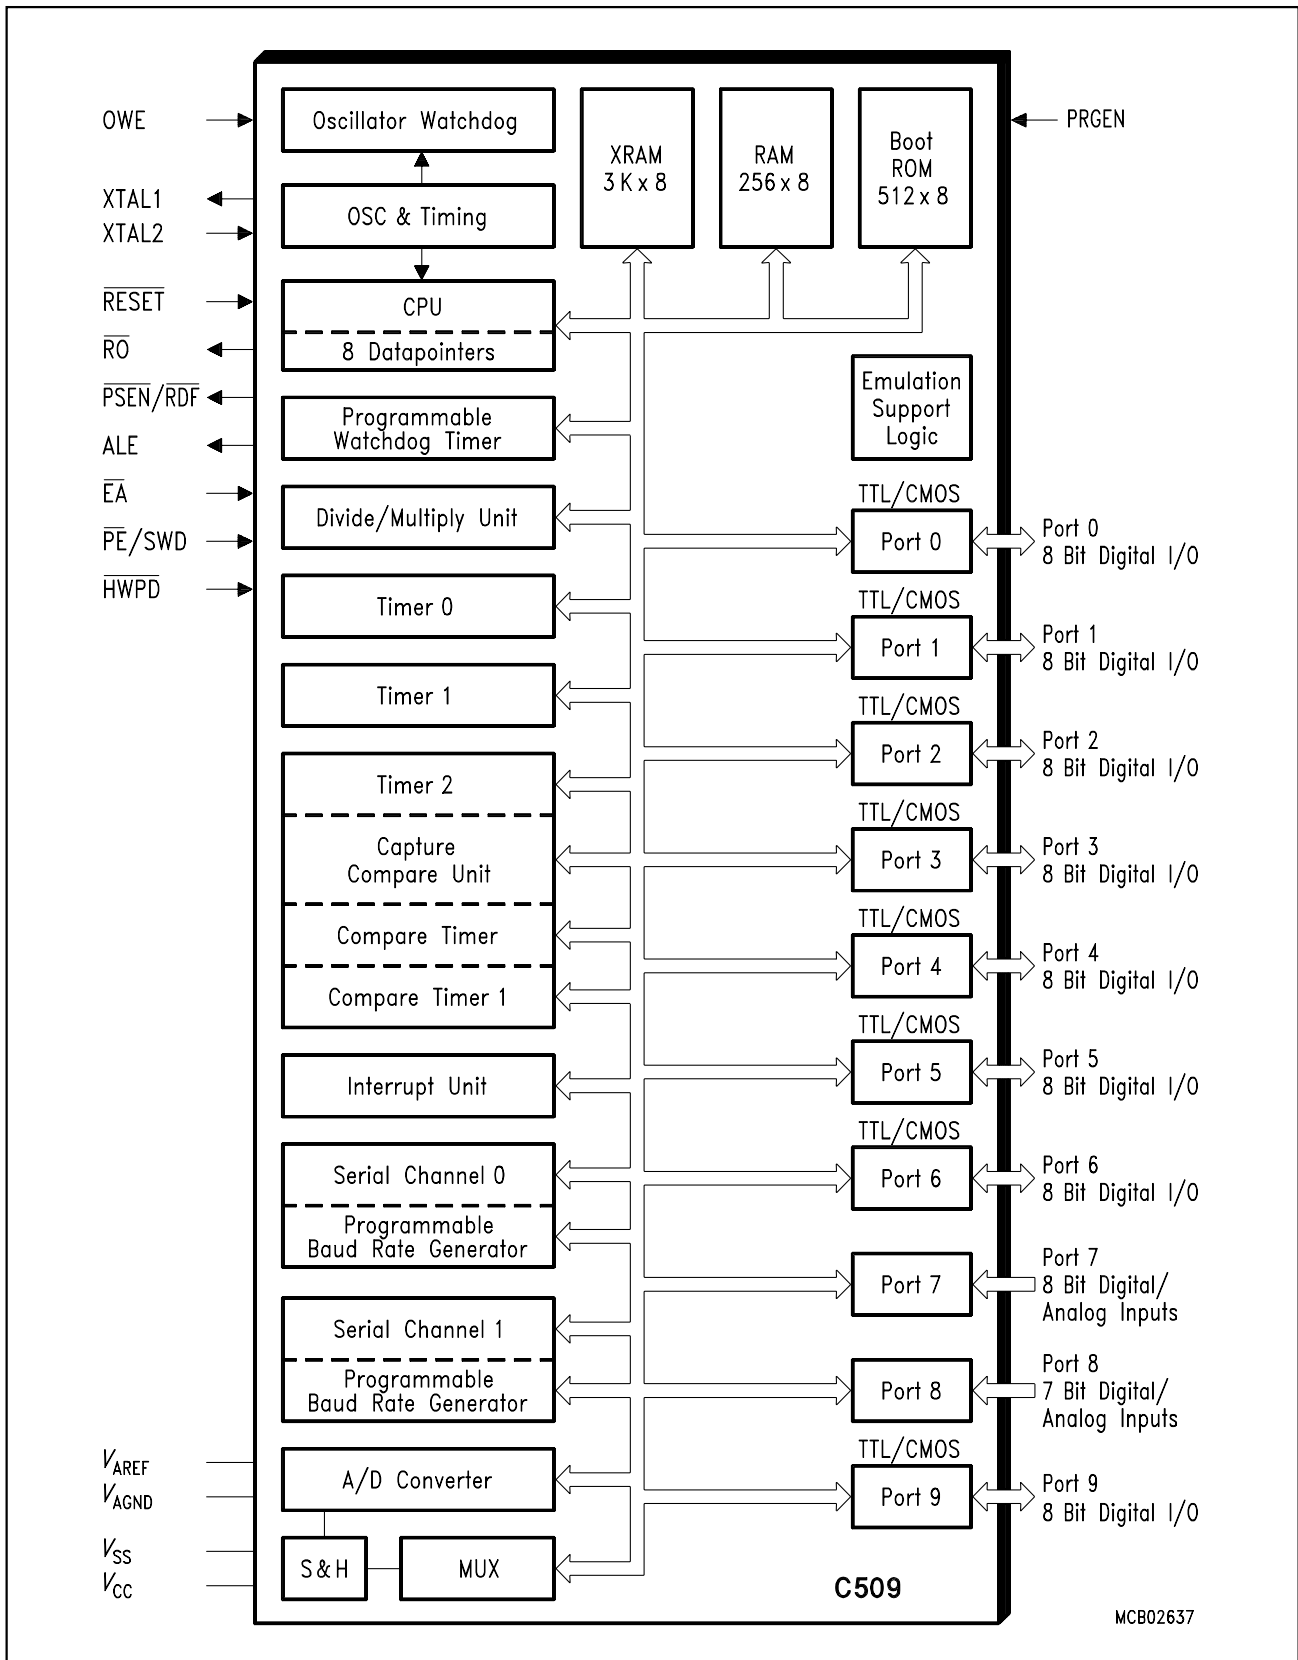 OWE
XTAL1
XTAL2
RESET
RO
PSEN/RDF
ALE
EA
PE/SWD
HWPD
VAREF
VAGND
VSS
VCC
Oscillator Watchdog
OSC & Timing
CPU
8 Datapointers
Programmable
Watchdog Timer
Divide/Multiply Unit
Timer 0
Timer 1
Timer 2
Capture
Compare Unit
Compare Timer
Compare Timer 1
Interrupt Unit
Serial Channel 0
Programmable
Baud Rate Generator
Serial Channel 1
Programmable
Baud Rate Generator
A/D Converter
S&H
MUX
XRAM
3K x 8
RAM
256 x 8
Boot
ROM
512 x 8
PRGEN
Emulation
Support
Logic
TTL/CMOS
Port 0
Port 0
8 Bit Digital I/O
TTL/CMOS
Port 1
Port 1
8 Bit Digital I/O
TTL/CMOS
Port 2
Port 2
8 Bit Digital I/O
TTL/CMOS
Port 3
Port 3
8 Bit Digital I/O
TTL/CMOS
Port 4
Port 4
8 Bit Digital I/O
TTL/CMOS
Port 5
Port 5
8 Bit Digital I/O
TTL/CMOS
Port 6
Port 6
8 Bit Digital I/O
Port 7
Port 7
8 Bit Digital/
Analog Inputs
Port 8
Port 8
7 Bit Digital/
Analog Inputs
TTL/CMOS
Port 9
Port 9
8 Bit Digital I/O
C509
MCB02637